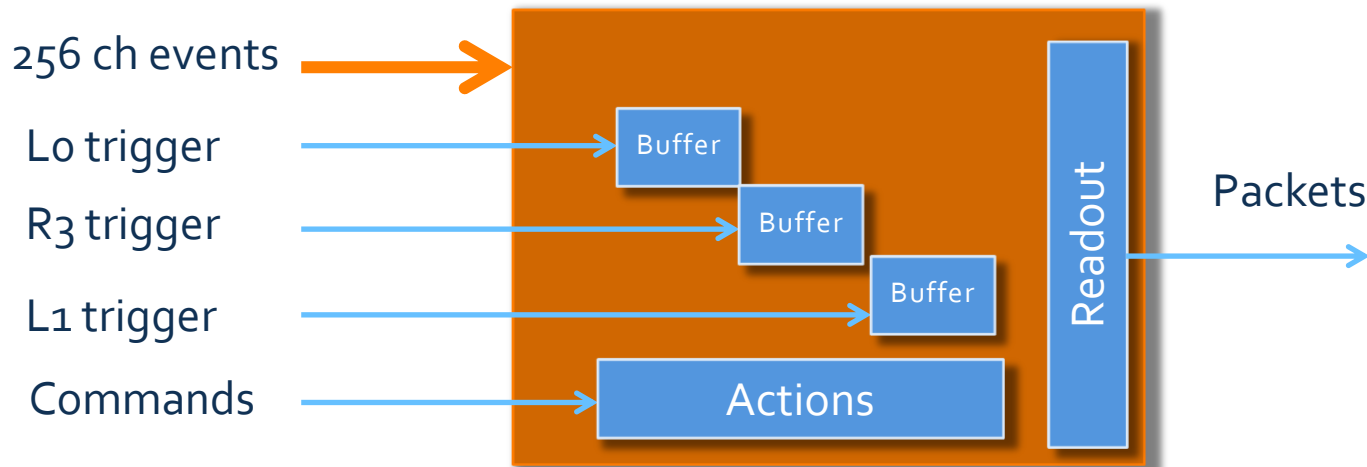 256 ch events
L0 trigger
Buffer
R3 trigger
Buffer
L1 trigger
Buffer
Commands
Actions
Readout
Packets